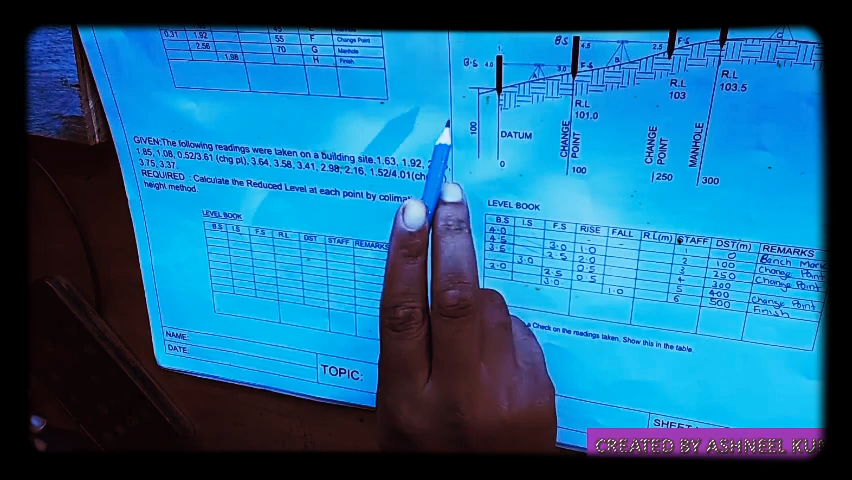 55 F Change Point
0.31 1.92 70 G Manhole
2.56 H Finish
1.98
GIVEN:The following readings were taken on a building site.1.63, 1.92,
1.85, 1.08, 0.52/3.61 (chg pt), 3.64, 3.58, 3.41, 2.98, 2.16, 1.52/4.01(chg
3.75, 3.37.
REQUIRED : Calculate the Reduced Level at each point by
height method.
LEVEL BOOK
B.S I.S F.S R.L DST STAFF REMARKS
NAME:
DATE:
TOPIC:
B.S 4.5 2.5 F.S
B.S 4.0 3.0 F.S
R.L
103
R.L
103.5
R.L
101.0
100
DATUM
CHANGE
POINT
CHANGE
POINT
MANHOLE
0
100
250
300
LEVEL BOOK
B.S I.S F.S RISE FALL R.L(m) STAFF DST(m) REMARKS
4.0 0 Bench Mark
4.5 3.0 1.0 2 100 Change Point
3.5 2.5 2.0 3 250 Change Point
3.0 0.5 4 300
2.0 2.5 0.5 5 400 Change Point
3.0 1.0 6 500 Finish
Check on the readings taken. Show this in the table.
CREATED BY ASHNEEL